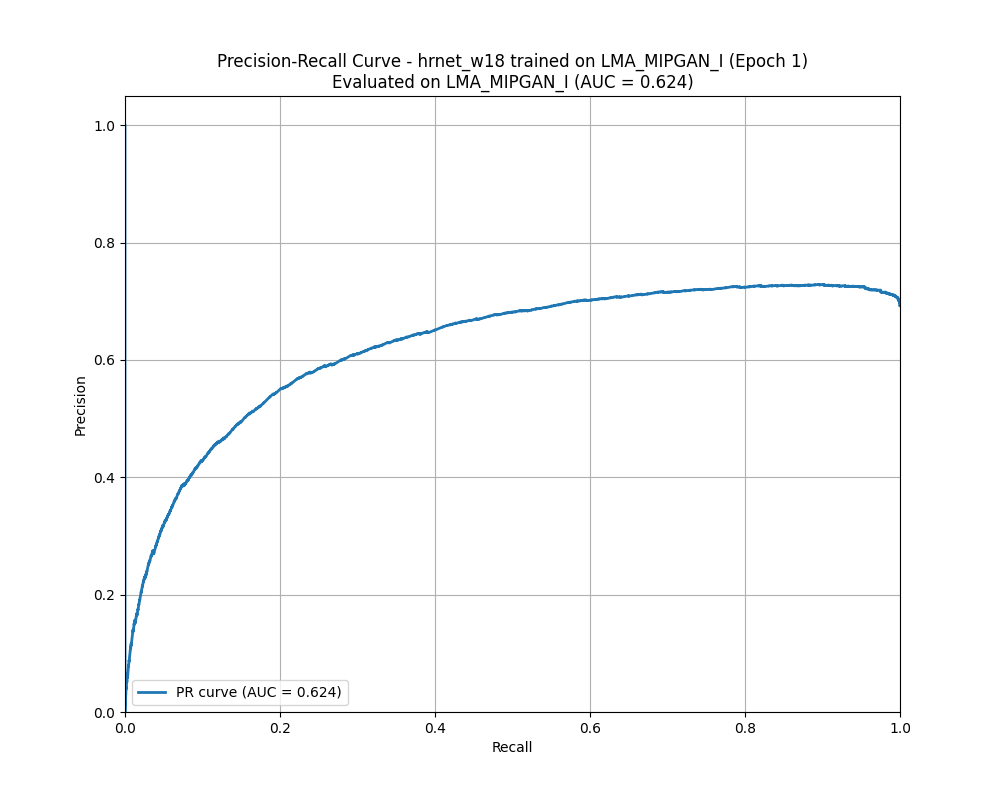 Precision-Recall Curve - hrnet_w18 trained on LMA_MIPGAN_I (Epoch 1)
Evaluated on LMA_MIPGAN_I (AUC = 0.624)
1.0
0.8
0.6
0.4
0.2
0.0
Precision
PR curve (AUC = 0.624)
0.0 0.2 0.4 0.6 0.8 1.0
Recall